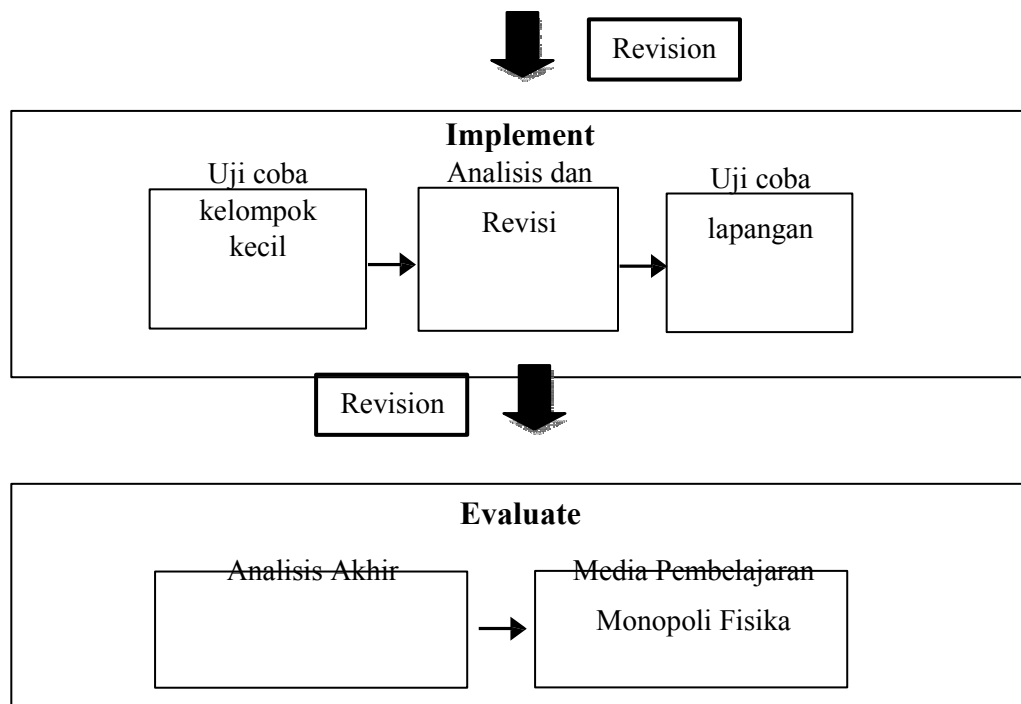 Revision
Implement
Uji coba
kelompok
kecil
Analisis dan
Revisi
Uji coba
lapangan
Revision
Evaluate
Analisis Akhir
Media Pembelajaran
Monopoli Fisika